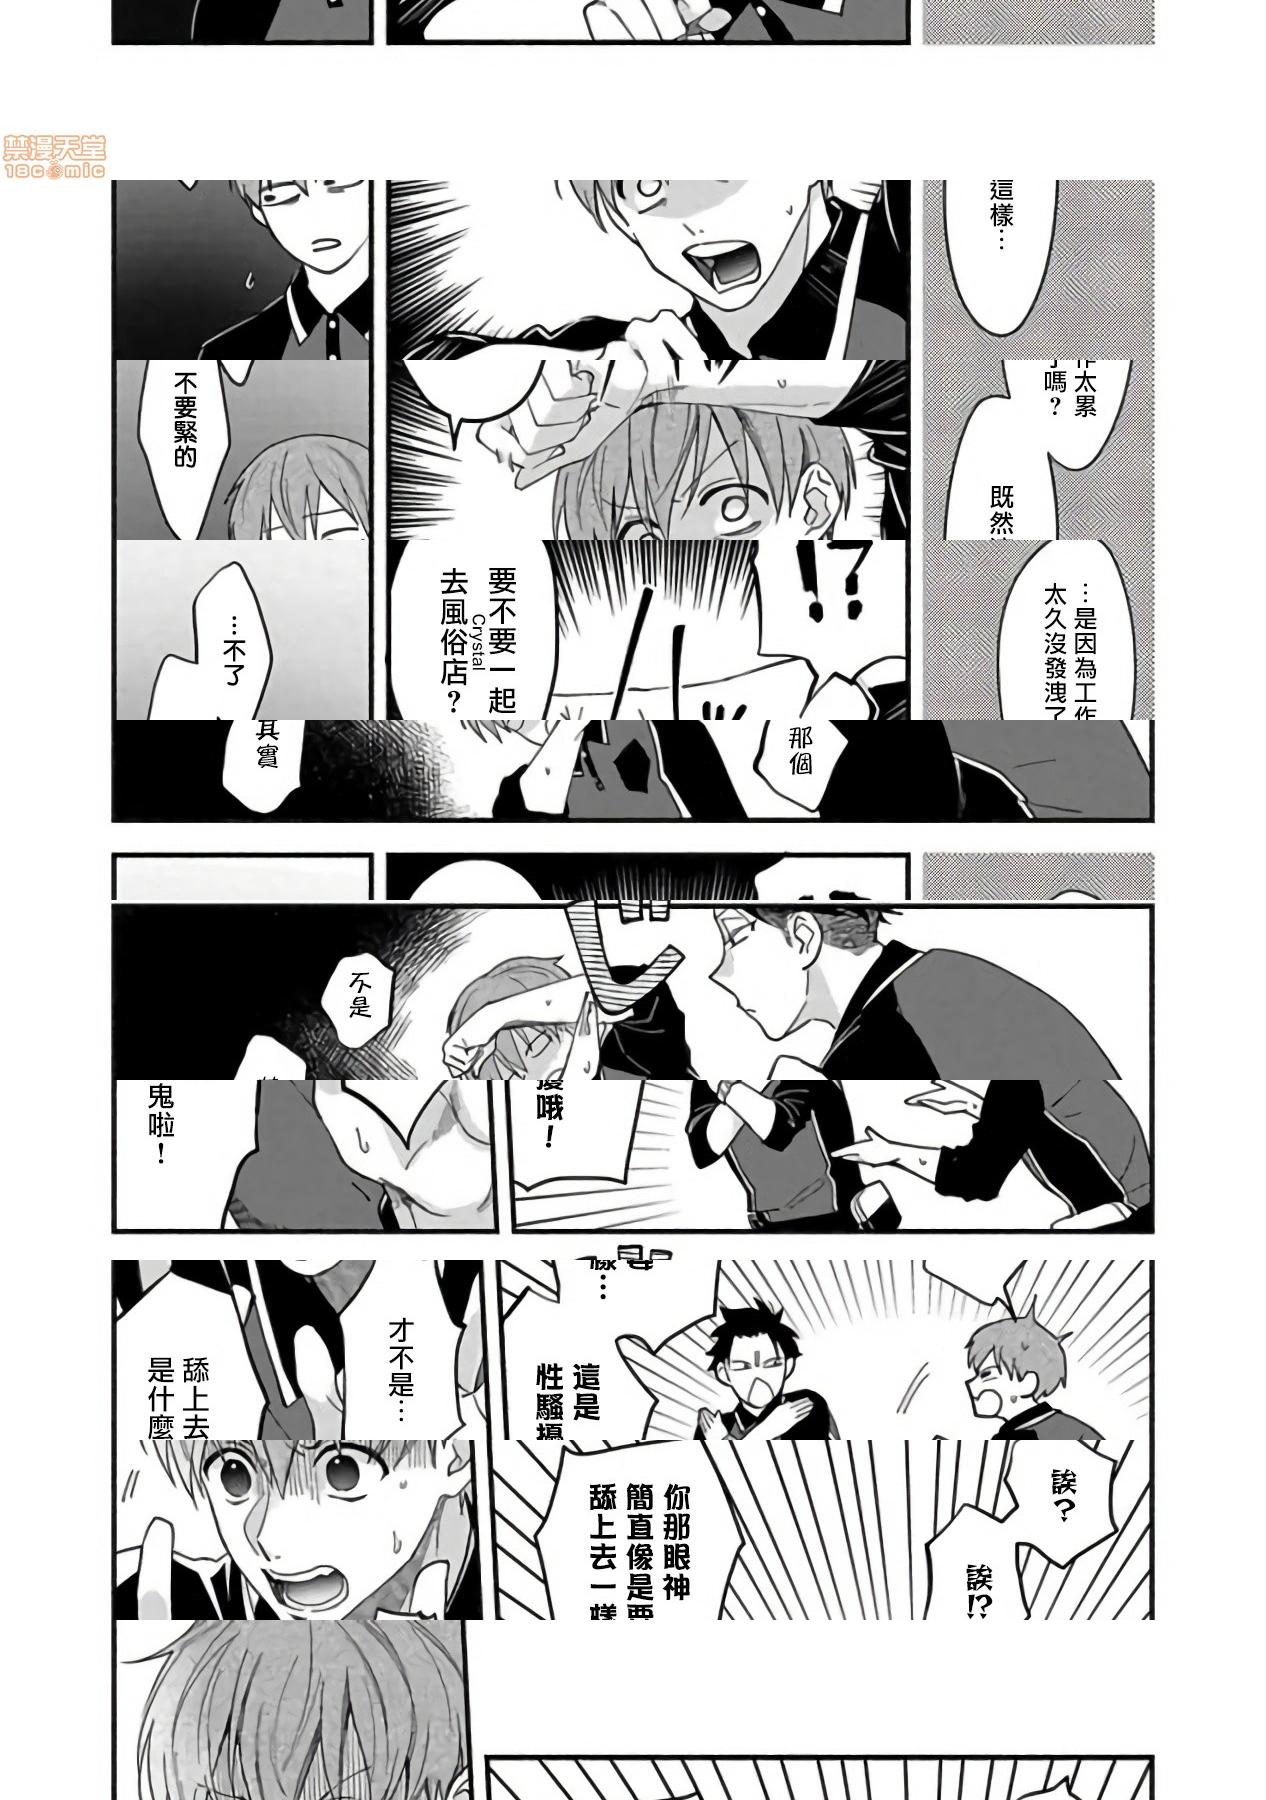 禁漫天堂
18comic
這樣…
作太累
了嗎?
既然
不要緊的
…是因為工作
太久沒發洩了
要不要一起
去風俗店?
Crystal
…不了
!?
那個
其實
不是
擾哦!
鬼啦!
樣…
這是
性騷擾
才不是…
舔上去
是什麼
誒?
誒!?
你那眼神
簡直像是要
舔上去一樣